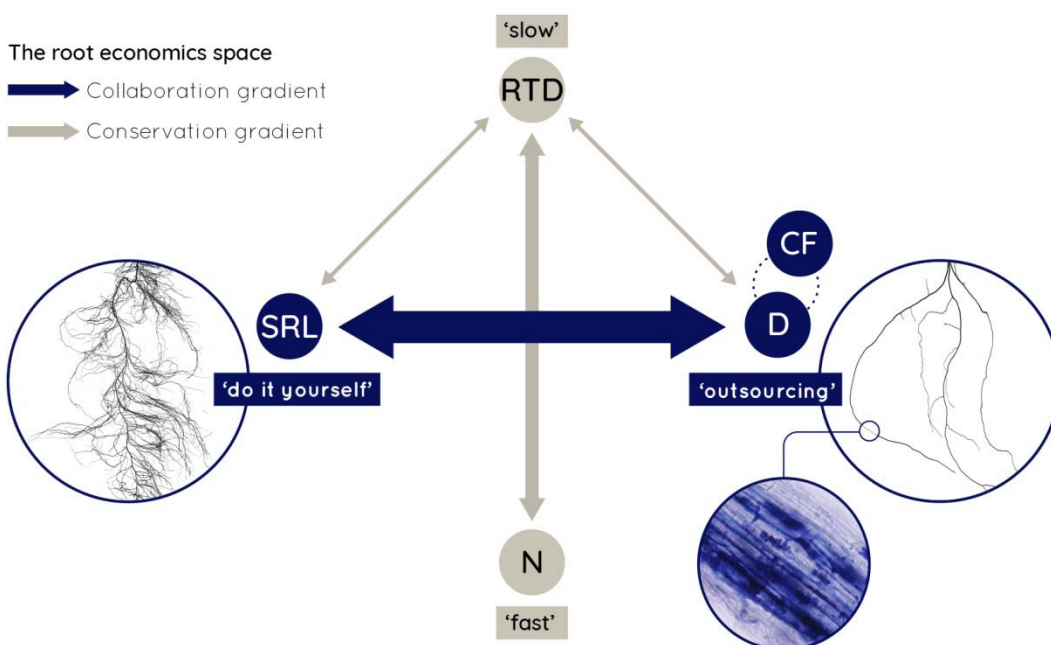 ‘slow’
The root economics space
RTD
Collaboration gradient
Conservation gradient
CF
SRL
D
‘do it yourself’
‘outsourcing’
N
‘fast’